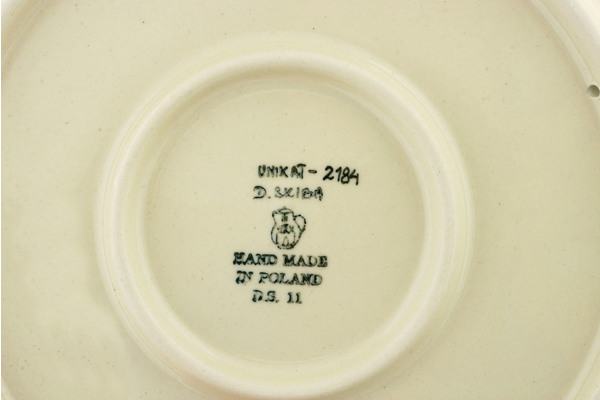 UNIKAT - 2184
D. SKIBA
HAND MADE
IN POLAND
D.S. 11